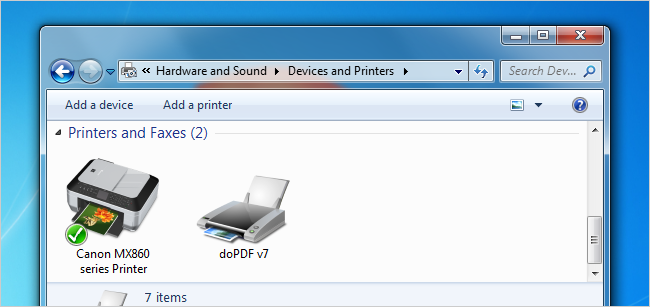 « Hardware and Sound ▸ Devices and Printers ▸ Search Dev...
Add a device Add a printer
Printers and Faxes (2)
Canon MX860
series Printer
doPDF v7
7 items